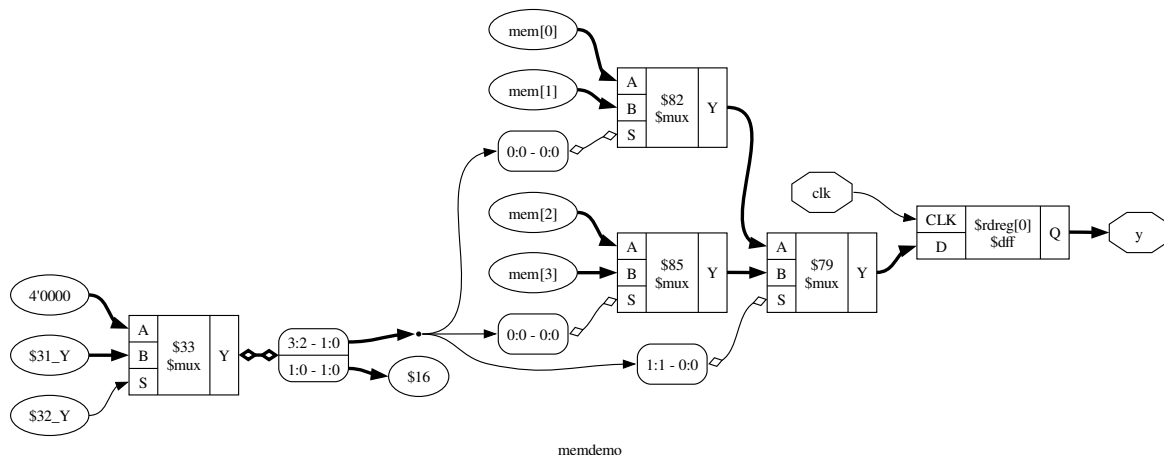 mem[0]
mem[1]
A
B
S
$82
$mux
Y
0:0 - 0:0
mem[2]
mem[3]
A
B
S
$85
$mux
Y
0:0 - 0:0
A
B
S
$79
$mux
Y
1:1 - 0:0
clk
CLK
D
$rdreg[0]
$dff
Q
y
4'0000
$31_Y
$32_Y
A
B
S
$33
$mux
Y
3:2 - 1:0
1:0 - 1:0
$16
memdemo